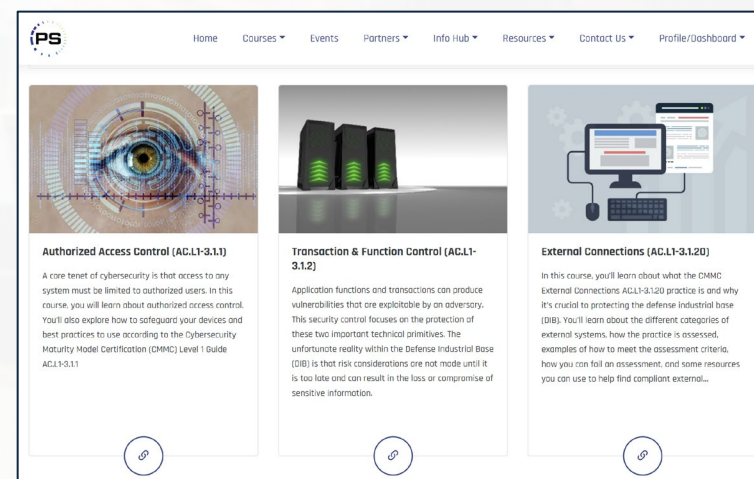 PS
Home Courses Events Partners Info Hub Resources Contact Us Profile/Dashboard
Authorized Access Control (AC.L1-3.1.1)
A core tenet of cybersecurity is that access to any
system must be limited to authorized users. In this
course, you will learn about authorized access control.
You'll also explore how to safeguard your devices and
best practices to use according to the Cybersecurity
Maturity Model Certification (CMMC) Level 1 Guide
AC.L1-3.1.1
Transaction & Function Control (AC.L1-
3.1.2)
Application functions and transactions can produce
vulnerabilities that are exploitable by an adversary.
This security control focuses on the protection of
these two important technical primitives. The
unfortunate reality within the Defense Industrial Base
(DIB) is that risk considerations are not made until it
is too late and can result in the loss or compromise of
sensitive information.
External Connections (AC.L1-3.1.20)
In this course, you'll learn about what the CMMC
External Connections AC.L1-3.1.20 practice is and why
it's crucial to protecting the defense industrial base
(DIB). You'll learn about the different categories of
external systems, how the practice is assessed,
examples of how to meet the assessment criteria,
how you can fail an assessment, and some resources
you can use to help find compliant external...